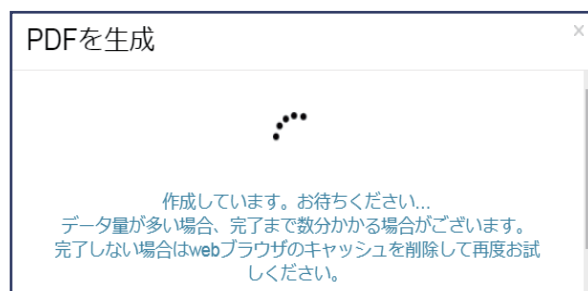 PDFを生成
作成しています。お待ちください...
データ量が多い場合、完了まで数分かかる場合がございます。
完了しない場合はwebブラウザのキャッシュを削除して再度お試
しください。